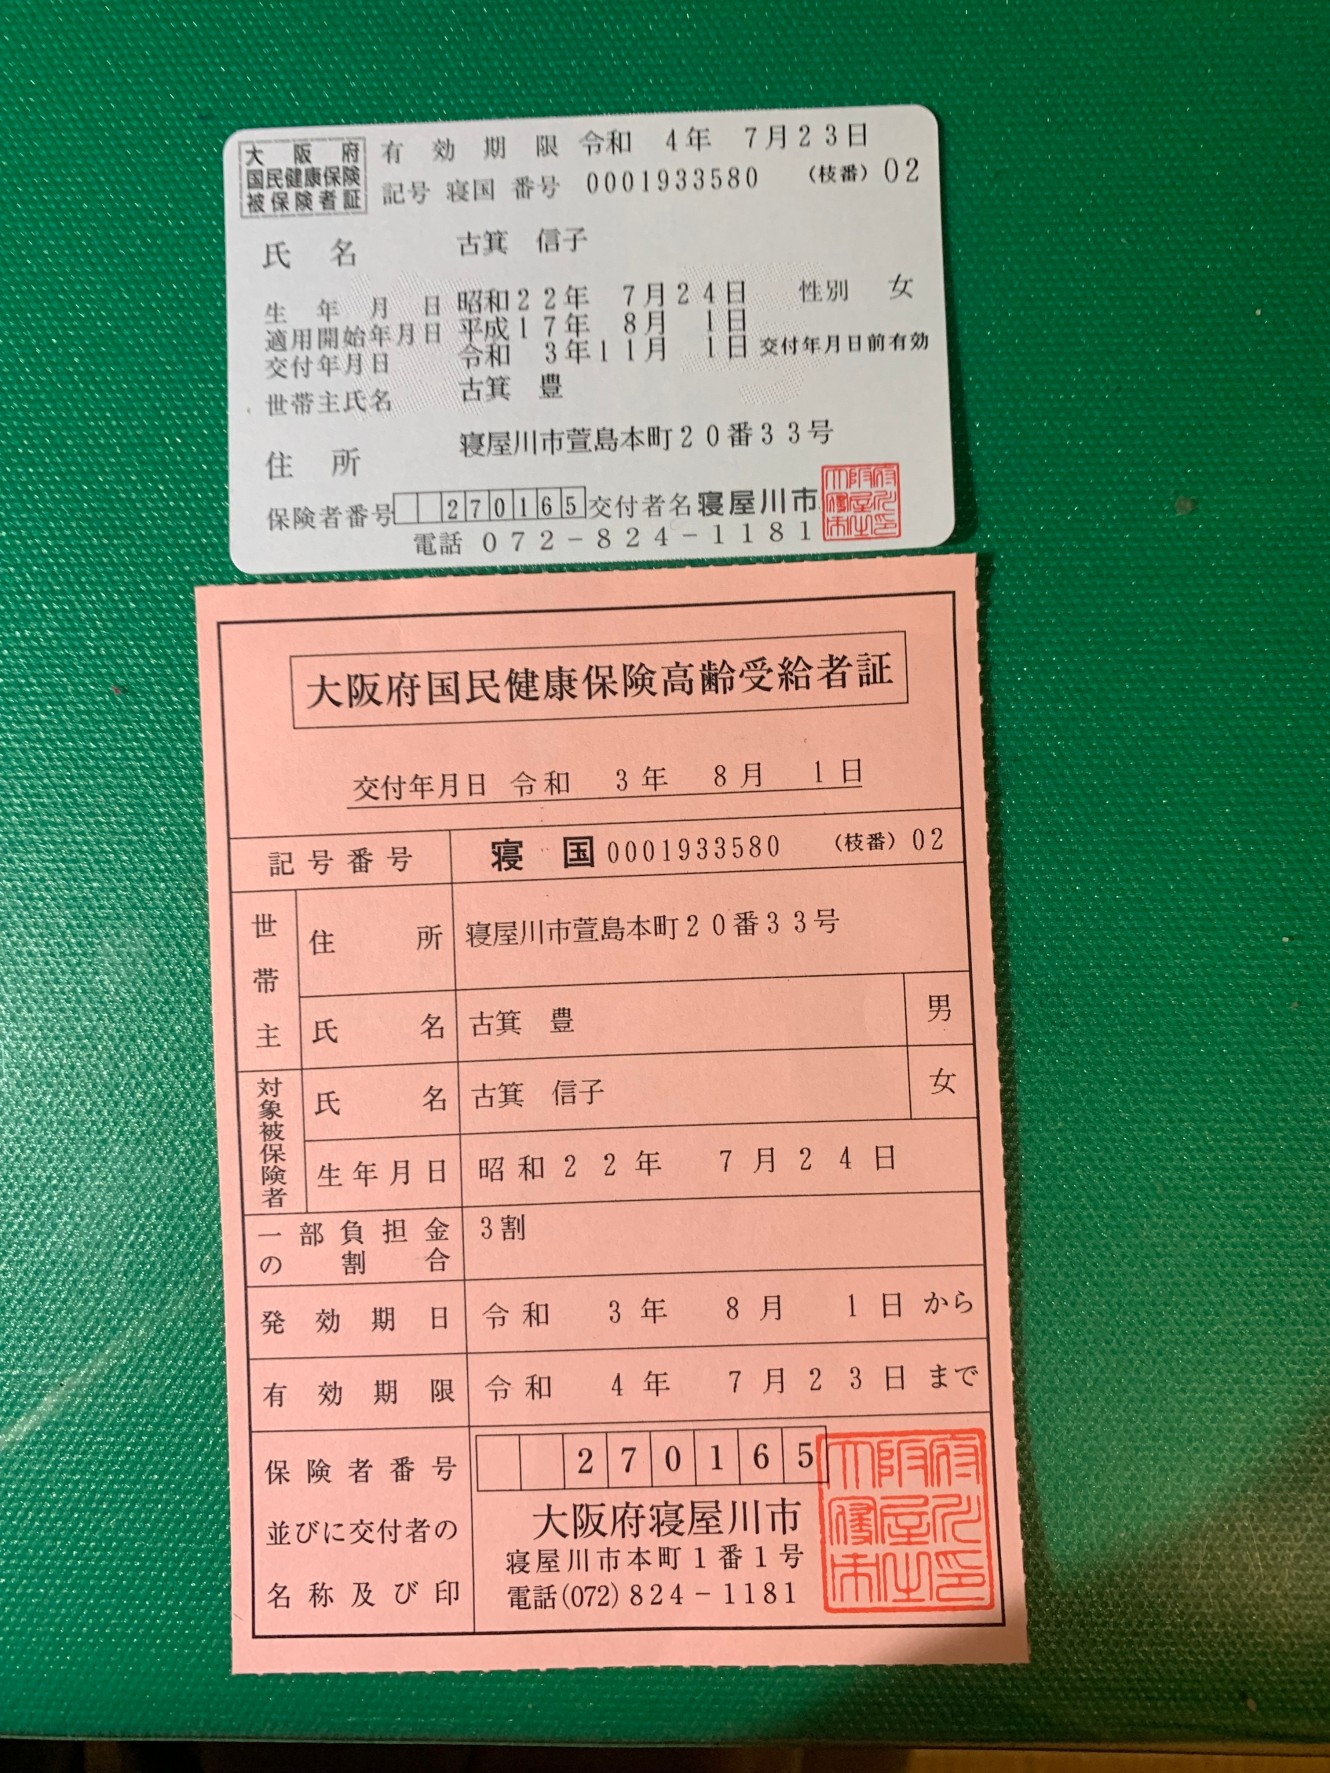 大阪府
国民健康保険
被保険者証
有効期限 令和 4年 7月23日
記号 寝国 番号 0001933580 （枝番）02
氏名 古箕 信子
生年月日 昭和22年 7月24日 性別 女
適用開始年月日 平成17年 8月 1日
交付年月日 令和 3年11月 1日 交付年月日前有効
世帯主氏名 古箕 豊
住所 寝屋川市萱島本町20番33号
保険者番号 270165 交付者名 寝屋川市
電話 072-824-1181
大阪府国民健康保険高齢受給者証
交付年月日 令和 3年 8月 1日
記号番号 寝国 0001933580 （枝番）02
世帯主
住所 寝屋川市萱島本町20番33号
氏名 古箕 豊 男
対象被保険者
氏名 古箕 信子 女
生年月日 昭和22年 7月24日
一部負担金の割合 3割
発効期日 令和 3年 8月 1日から
有効期限 令和 4年 7月23日まで
保険者番号並びに交付者の名称及び印
270165
大阪府寝屋川市
寝屋川市本町1番1号
電話(072)824-1181